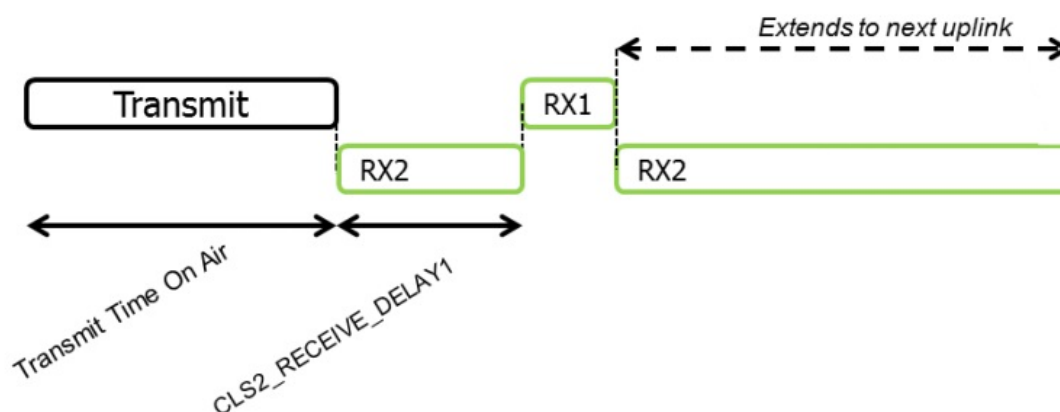 Extends to next uplink
Transmit
RX1
RX2
RX2
Transmit Time On Air
CLS2_RECEIVE_DELAY1